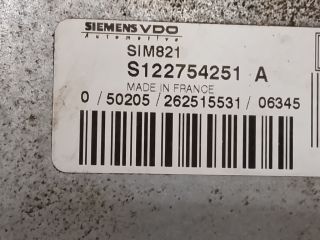 SIEMENS VDO
Automotive
SIM821
S122754251 A
MADE IN FRANCE
0 / 50205 / 262515531 / 06345